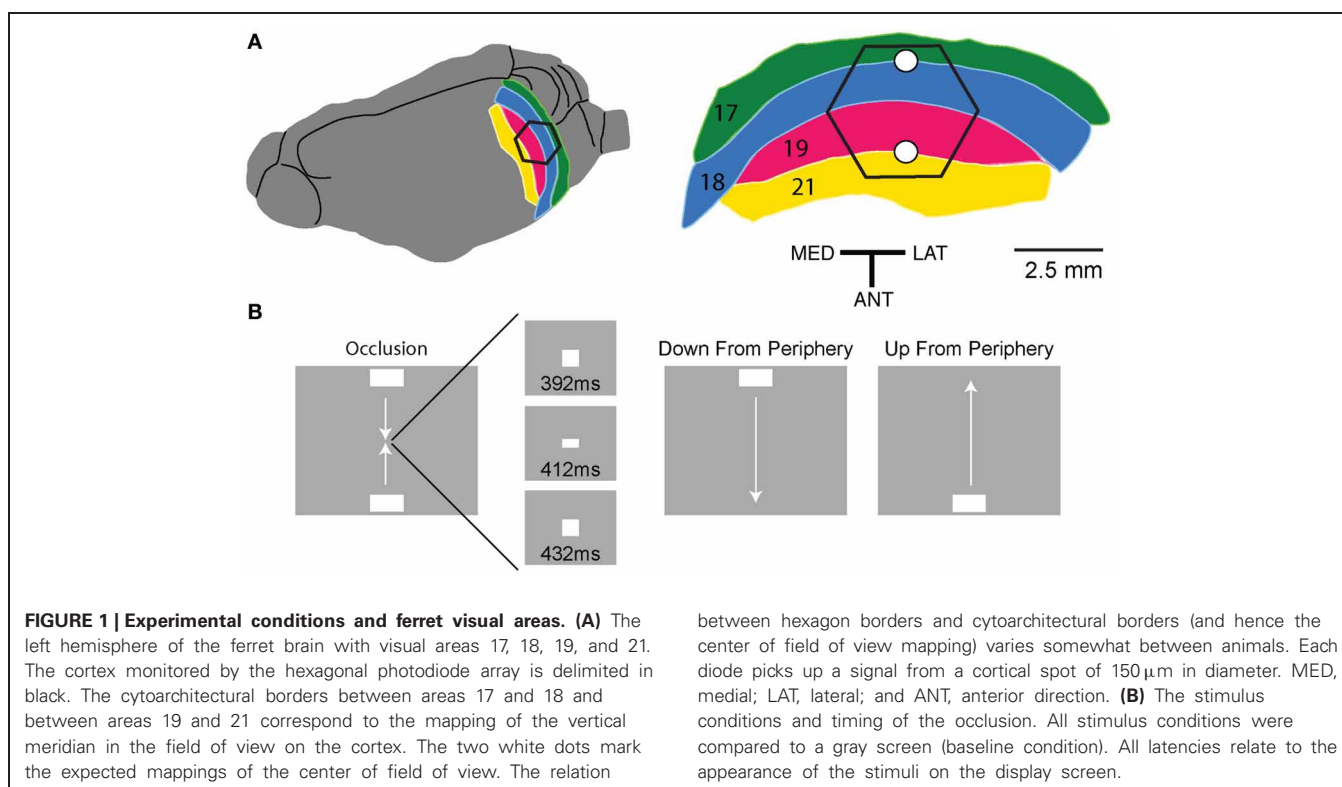 A
17
18
19
21
MED
LAT
ANT
2.5 mm
B
Occlusion
392ms
412ms
432ms
Down From Periphery
Up From Periphery
FIGURE 1 | Experimental conditions and ferret visual areas. (A) The
left hemisphere of the ferret brain with visual areas 17, 18, 19, and 21.
The cortex monitored by the hexagonal photodiode array is delimited in
black. The cytoarchitectural borders between areas 17 and 18 and
between areas 19 and 21 correspond to the mapping of the vertical
meridian in the field of view on the cortex. The two white dots mark
the expected mappings of the center of field of view. The relation
between hexagon borders and cytoarchitectural borders (and hence the
center of field of view mapping) varies somewhat between animals. Each
diode picks up a signal from a cortical spot of 150 μm in diameter. MED,
medial; LAT, lateral; and ANT, anterior direction. (B) The stimulus
conditions and timing of the occlusion. All stimulus conditions were
compared to a gray screen (baseline condition). All latencies relate to the
appearance of the stimuli on the display screen.